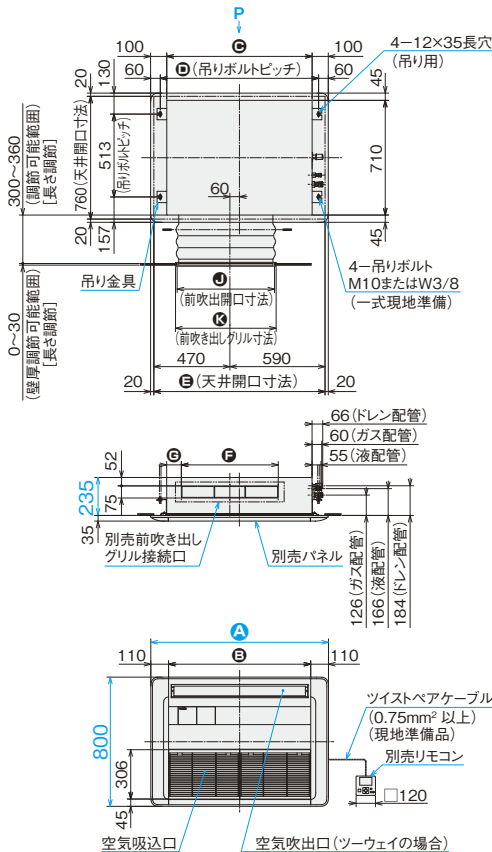 P
100
C
100
4−12×35長穴
(吊り用)
60
D(吊りボルトピッチ)
60
20
130
45
300~360
(調節可能範囲)
[長さ調節]
760(天井開口寸法)
513
(吊りボルトピッチ)
710
60
20
157
45
吊り金具
4−吊りボルト
M10またはW3/8
(一式現地準備)
0~30
(壁厚調節可能範囲)
[長さ調節]
J
(前吹出開口寸法)
K
(前吹き出しグリル寸法)
470
590
20
E(天井開口寸法)
20
66(ドレン配管)
60(ガス配管)
55(液配管)
G
F
52
235
75
35
別売前吹き出し
グリル接続口
別売パネル
126(ガス配管)
166(液配管)
184(ドレン配管)
A
110
B
110
800
306
45
ツイストペアケーブル
(0.75mm² 以上)
(現地準備品)
別売リモコン
□120
空気吸込口
空気吹出口(ツーウェイの場合)